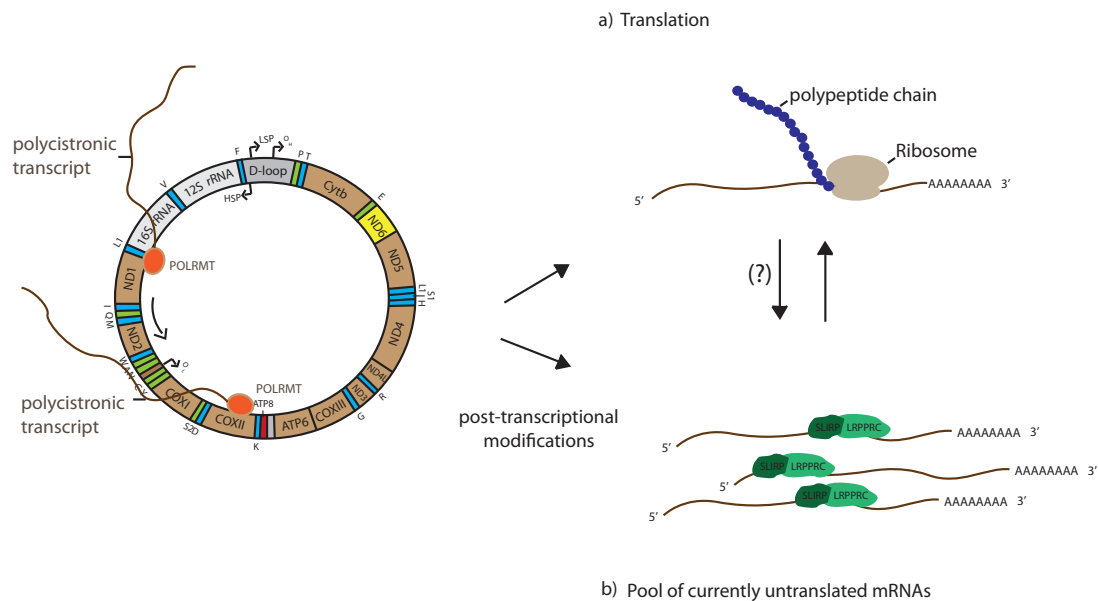 a) Translation
polypeptide chain
Ribosome
5’
AAAAAAAA 3’
(?)
polycistronic
transcript
F
LSP
O
H
P T
D-loop
HSP
12S rRNA
V
16S rRNA
L1
Cytb
E
ND6
ND5
L1
S1
H
ND4
ND4L
R
ND3
G
COXIII
ATP6
ATP8
K
COXII
S2D
COXI
W A N C Y
O
L
ND2
I Q M
ND1
POLRMT
POLRMT
polycistronic
transcript
post-transcriptional
modifications
SLIRP LRPPRC
5’
AAAAAAAA 3’
SLIRP LRPPRC
5’
AAAAAAAA 3’
SLIRP LRPPRC
5’
AAAAAAAA 3’
b) Pool of currently untranslated mRNAs